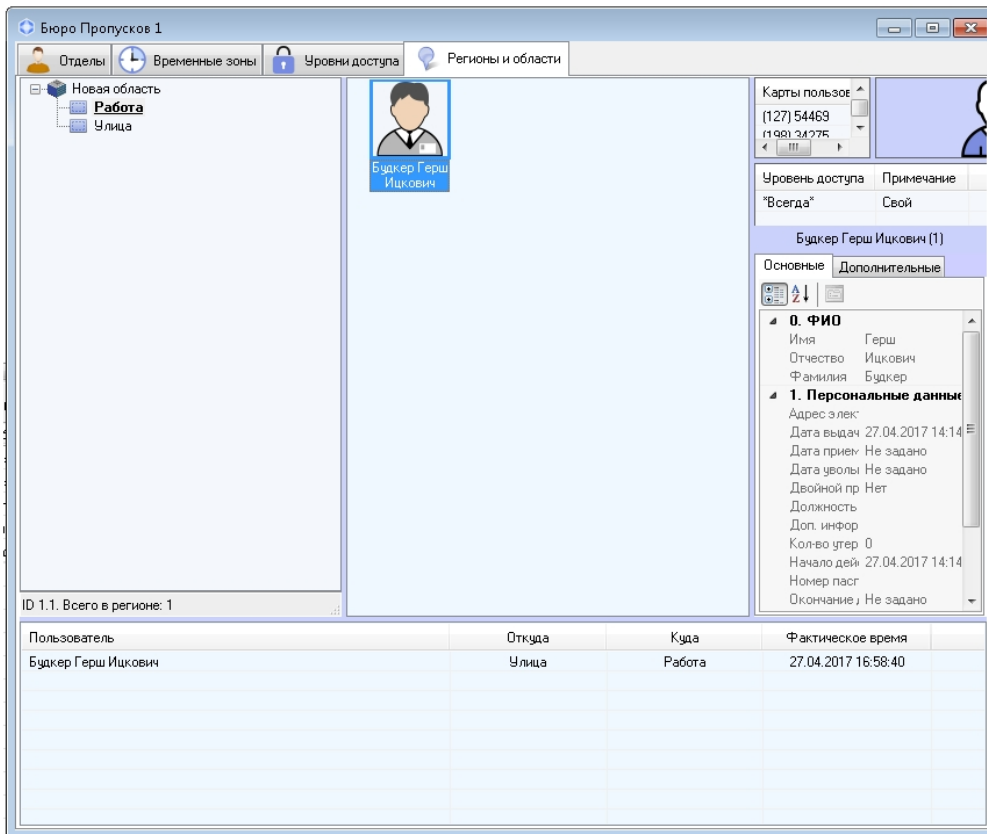 Бюро Пропусков 1
Отделы Временные зоны Уровни доступа Регионы и области
Новая область
Работа
Улица
Будкер Герш
Ицкович
ID 1.1. Всего в регионе: 1
Карты пользов
(127) 54469
(198) 34275
Уровень доступа Примечание
*Всегда* Свой
Будкер Герш Ицкович (1)
Основные Дополнительные
0. ФИО
Имя Герш
Отчество Ицкович
Фамилия Будкер
1. Персональные данные
Адрес элек
Дата выдач 27.04.2017 14:14
Дата прием Не задано
Дата уволы Не задано
Двойной пр Нет
Должность
Доп. инфор
Кол-во утер 0
Начало дей 27.04.2017 14:14
Номер пасп
Окончание Не задано
Пользователь Откуда Куда Фактическое время
Будкер Герш Ицкович Улица Работа 27.04.2017 16:58:40